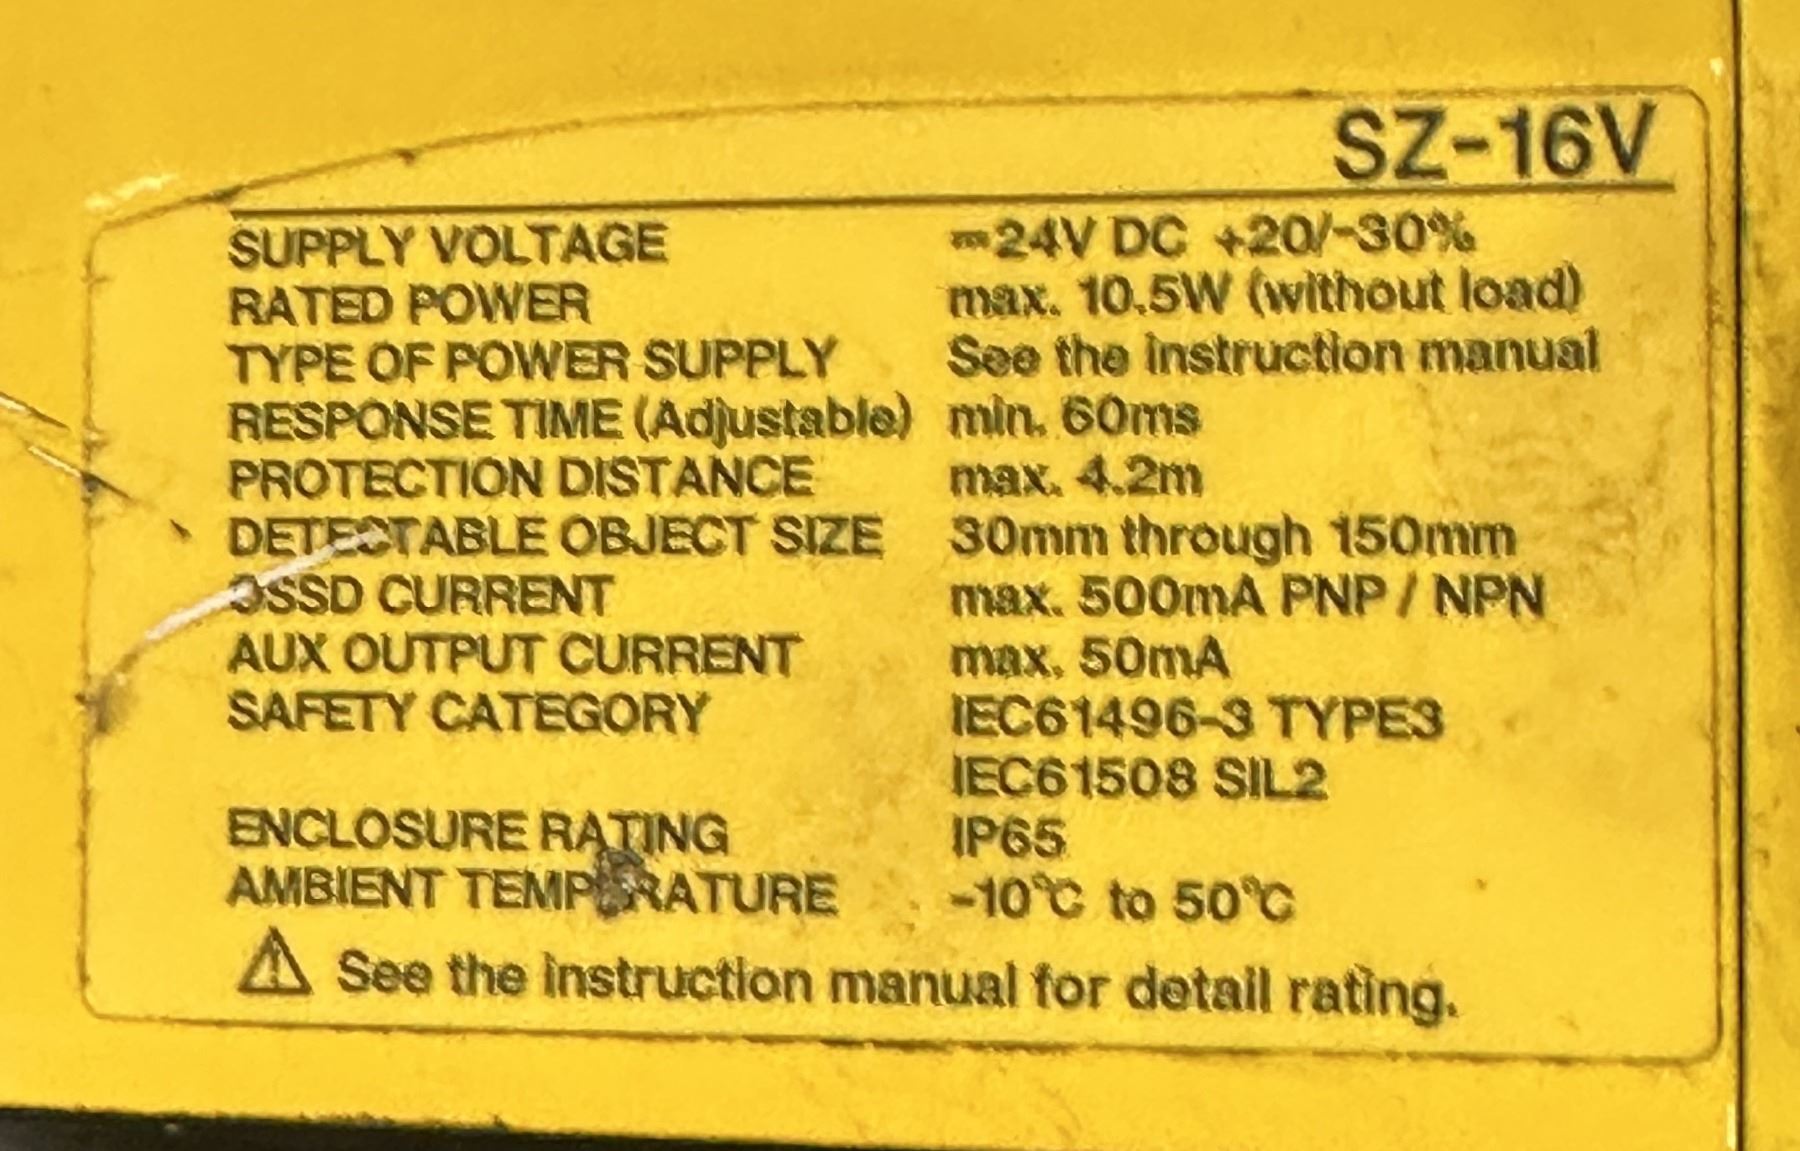 SZ-16V
SUPPLY VOLTAGE ⎓24V DC +20/-30%
RATED POWER max. 10.5W (without load)
TYPE OF POWER SUPPLY See the instruction manual
RESPONSE TIME (Adjustable) min. 60ms
PROTECTION DISTANCE max. 4.2m
DETECTABLE OBJECT SIZE 30mm through 150mm
OSSD CURRENT max. 500mA PNP / NPN
AUX OUTPUT CURRENT max. 50mA
SAFETY CATEGORY IEC61496-3 TYPE3
IEC61508 SIL2
ENCLOSURE RATING IP65
AMBIENT TEMPERATURE -10℃ to 50℃
⚠ See the instruction manual for detail rating.